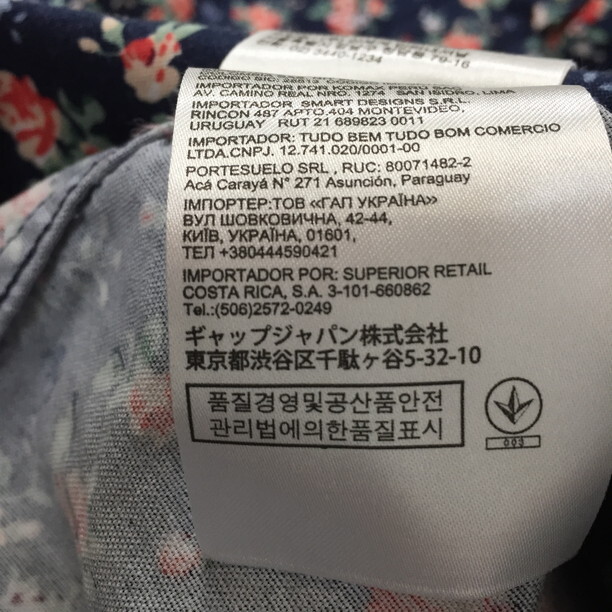 3440-1234
79-16
IMPORTADOR POR KOMAX PERU SAC
AV. CAMINO REAL NRO. 1274 SAN ISIDRO, LIMA
IMPORTADOR SMART DESIGNS S.R.L.
RINCON 487 APTO.404 MONTEVIDEO,
URUGUAY RUT 21 689823 0011
IMPORTADOR: TUDO BEM TUDO BOM COMERCIO
LTDA.CNPJ. 12.741.020/0001-00
PORTESUELO SRL , RUC: 80071482-2
Acá Carayá N° 271 Asunción, Paraguay
ІМПОРТЕР:ТОВ «ГАП УКРАЇНА»
ВУЛ ШОВКОВИЧНА, 42-44,
КИЇВ, УКРАЇНА, 01601,
ТЕЛ +380444590421
IMPORTADOR POR: SUPERIOR RETAIL
COSTA RICA, S.A. 3-101-660862
Tel.:(506)2572-0249
ギャップジャパン株式会社
東京都渋谷区千駄ヶ谷5-32-10
품질경영및공산품안전
관리법에의한품질표시
003